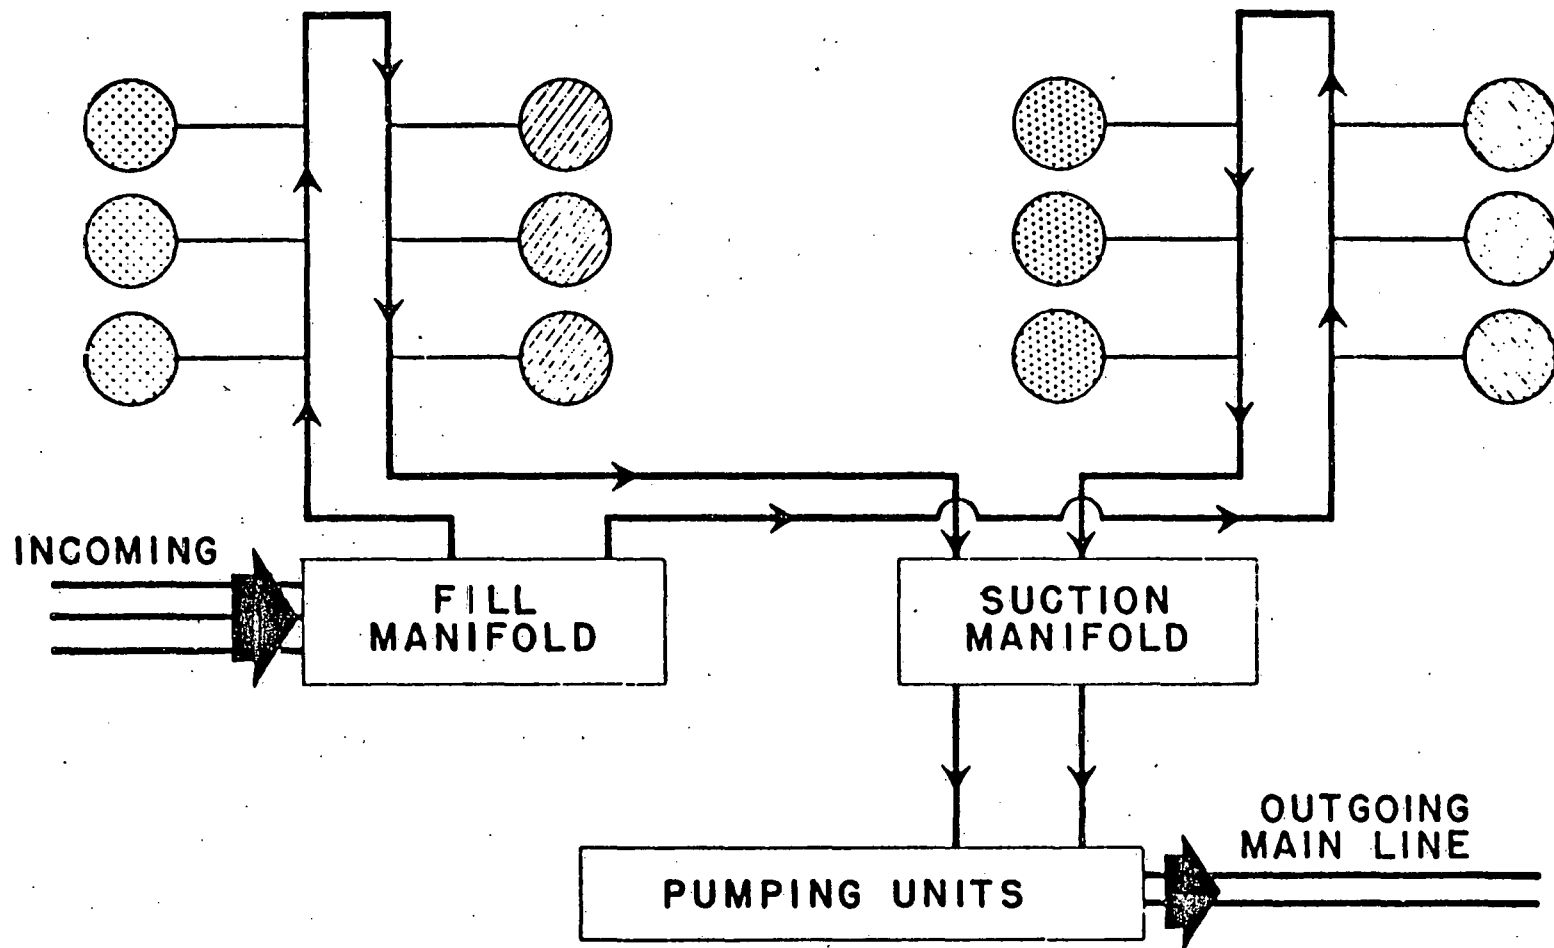 INCOMING
FILL
MANIFOLD
SUCTION
MANIFOLD
OUTGOING
MAIN LINE
PUMPING UNITS